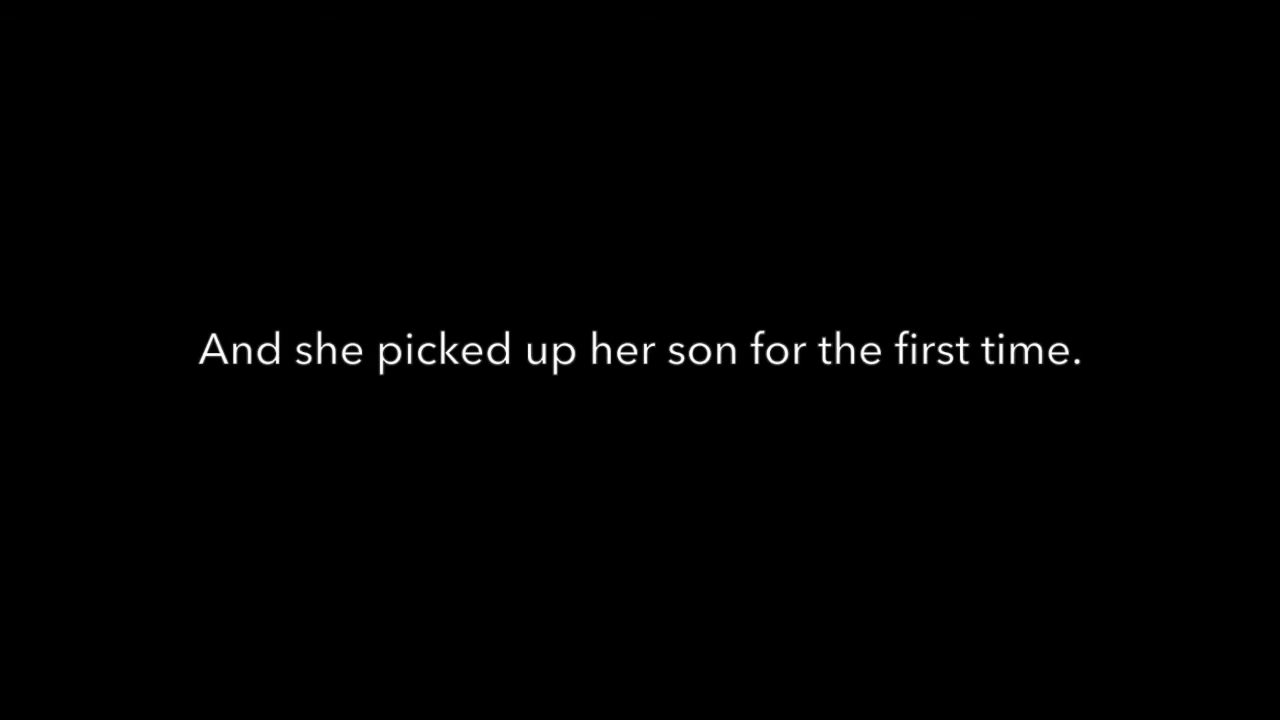 And she picked up her son for the first time.